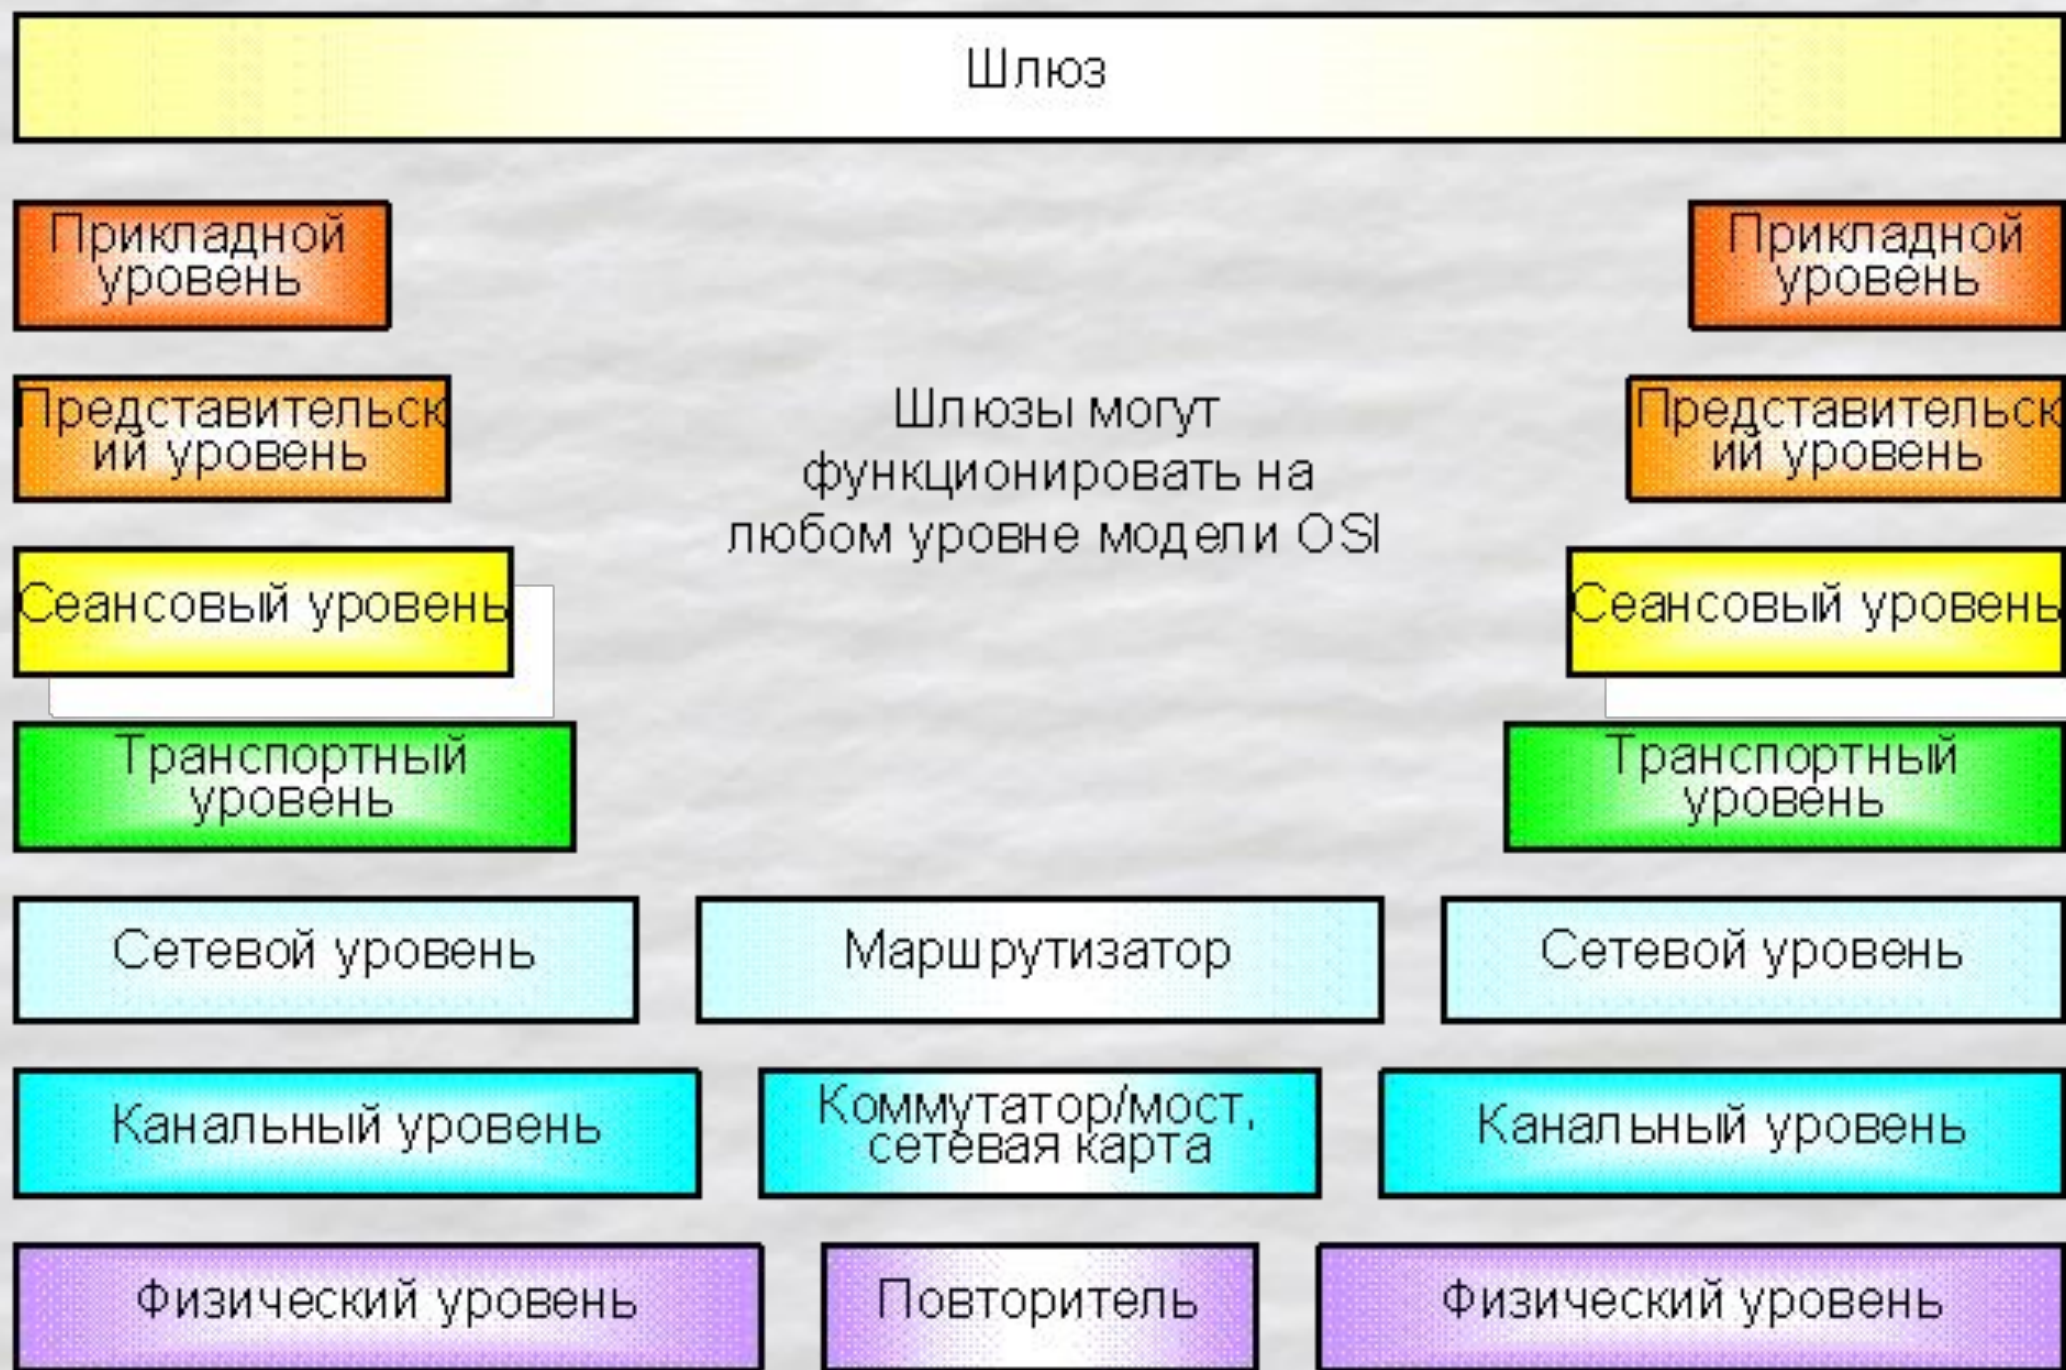 Шлюз
Прикладной
уровень
Прикладной
уровень
Представительск
ий уровень
Шлюзы могут
функционировать на
любом уровне модели OSI
Представительск
ий уровень
Сеансовый уровень
Сеансовый уровень
Транспортный
уровень
Транспортный
уровень
Сетевой уровень
Маршрутизатор
Сетевой уровень
Канальный уровень
Коммутатор/мост,
сетевая карта
Канальный уровень
Физический уровень
Повторитель
Физический уровень